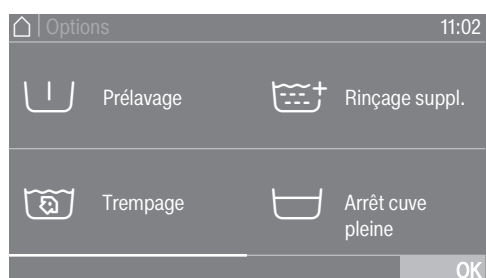 Options 11:02
Prélavage
Rinçage suppl.
Trempage
Arrêt cuve
pleine
OK